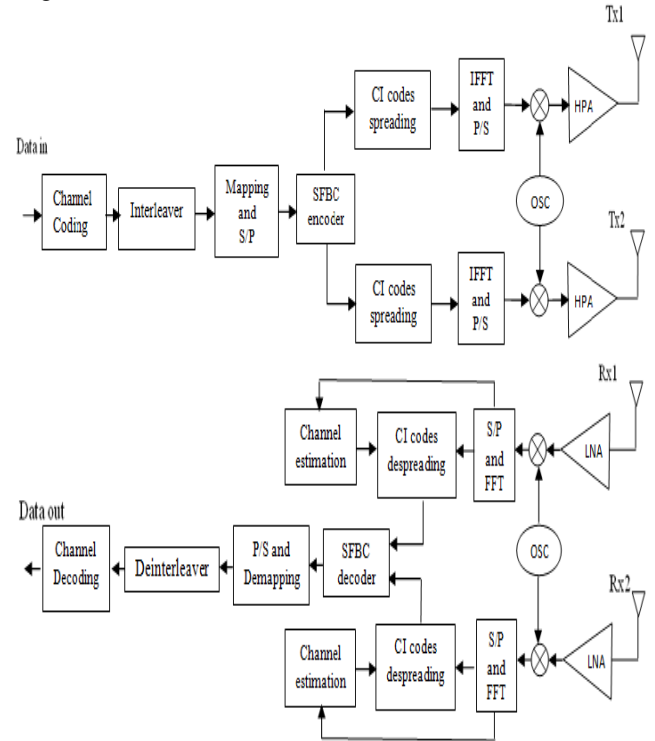 Tx1
CI codes
spreading
IFFT
and
P/S
HPA
Data in
Channel
Coding
Interleaver
Mapping
and
S/P
SFBC
encoder
OSC
Tx2
CI codes
spreading
IFFT
and
P/S
HPA
Rx1
Channel
estimation
CI codes
despreading
S/P
and
FFT
LNA
Data out
Channel
Decoding
Deinterleaver
P/S and
Demapping
SFBC
decoder
OSC
Rx2
Channel
estimation
CI codes
despreading
S/P
and
FFT
LNA